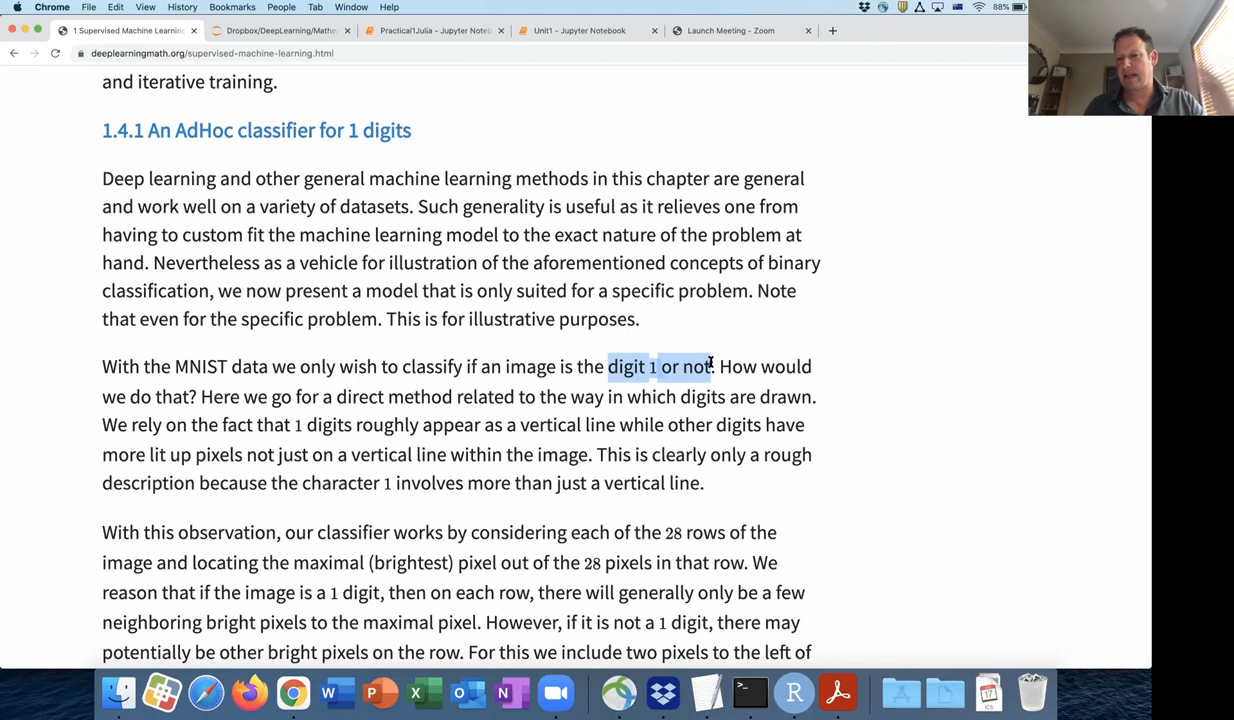 Chrome File Edit View History Bookmarks People Tab Window Help 88%
1 Supervised Machine Learnin Dropbox/DeepLearning/Mathe. Practical1Julia - Jupyter Noteb Unit1 - Jupyter Notebook Launch Meeting - Zoom
deeplearningmath.org/supervised-machine-learning.html
and iterative training.
1.4.1 An AdHoc classifier for 1 digits
Deep learning and other general machine learning methods in this chapter are general
and work well on a variety of datasets. Such generality is useful as it relieves one from
having to custom fit the machine learning model to the exact nature of the problem at
hand. Nevertheless as a vehicle for illustration of the aforementioned concepts of binary
classification, we now present a model that is only suited for a specific problem. Note
that even for the specific problem. This is for illustrative purposes.
With the MNIST data we only wish to classify if an image is the digit 1 or not. How would
we do that? Here we go for a direct method related to the way in which digits are drawn.
We rely on the fact that 1 digits roughly appear as a vertical line while other digits have
more lit up pixels not just on a vertical line within the image. This is clearly only a rough
description because the character 1 involves more than just a vertical line.
With this observation, our classifier works by considering each of the 28 rows of the
image and locating the maximal (brightest) pixel out of the 28 pixels in that row. We
reason that if the image is a 1 digit, then on each row, there will generally only be a few
neighboring bright pixels to the maximal pixel. However, if it is not a 1 digit, there may
potentially be other bright pixels on the row. For this we include two pixels to the left of
W P X O N R 17